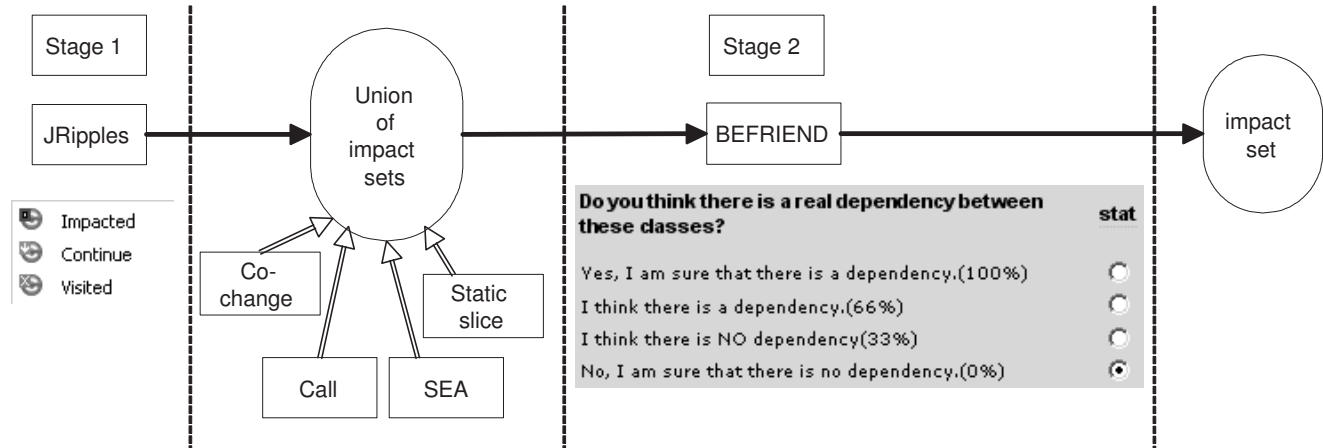 Stage 1
JRipples
Impacted
Continue
Visited
Union
of
impact
sets
Co-
change
Call
SEA
Static
slice
Stage 2
BEFRIEND
Do you think there is a real dependency between
these classes?
stat
Yes, I am sure that there is a dependency.(100%)
I think there is a dependency.(66%)
I think there is NO dependency(33%)
No, I am sure that there is no dependency.(0%)
impact
set